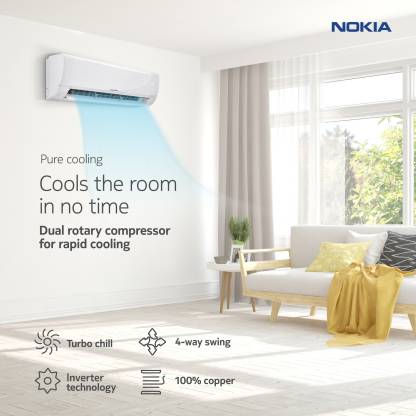 NOKIA
Pure cooling
Cools the room
in no time
Dual rotary compressor
for rapid cooling
Turbo chill
4-way swing
Inverter
technology
100% copper